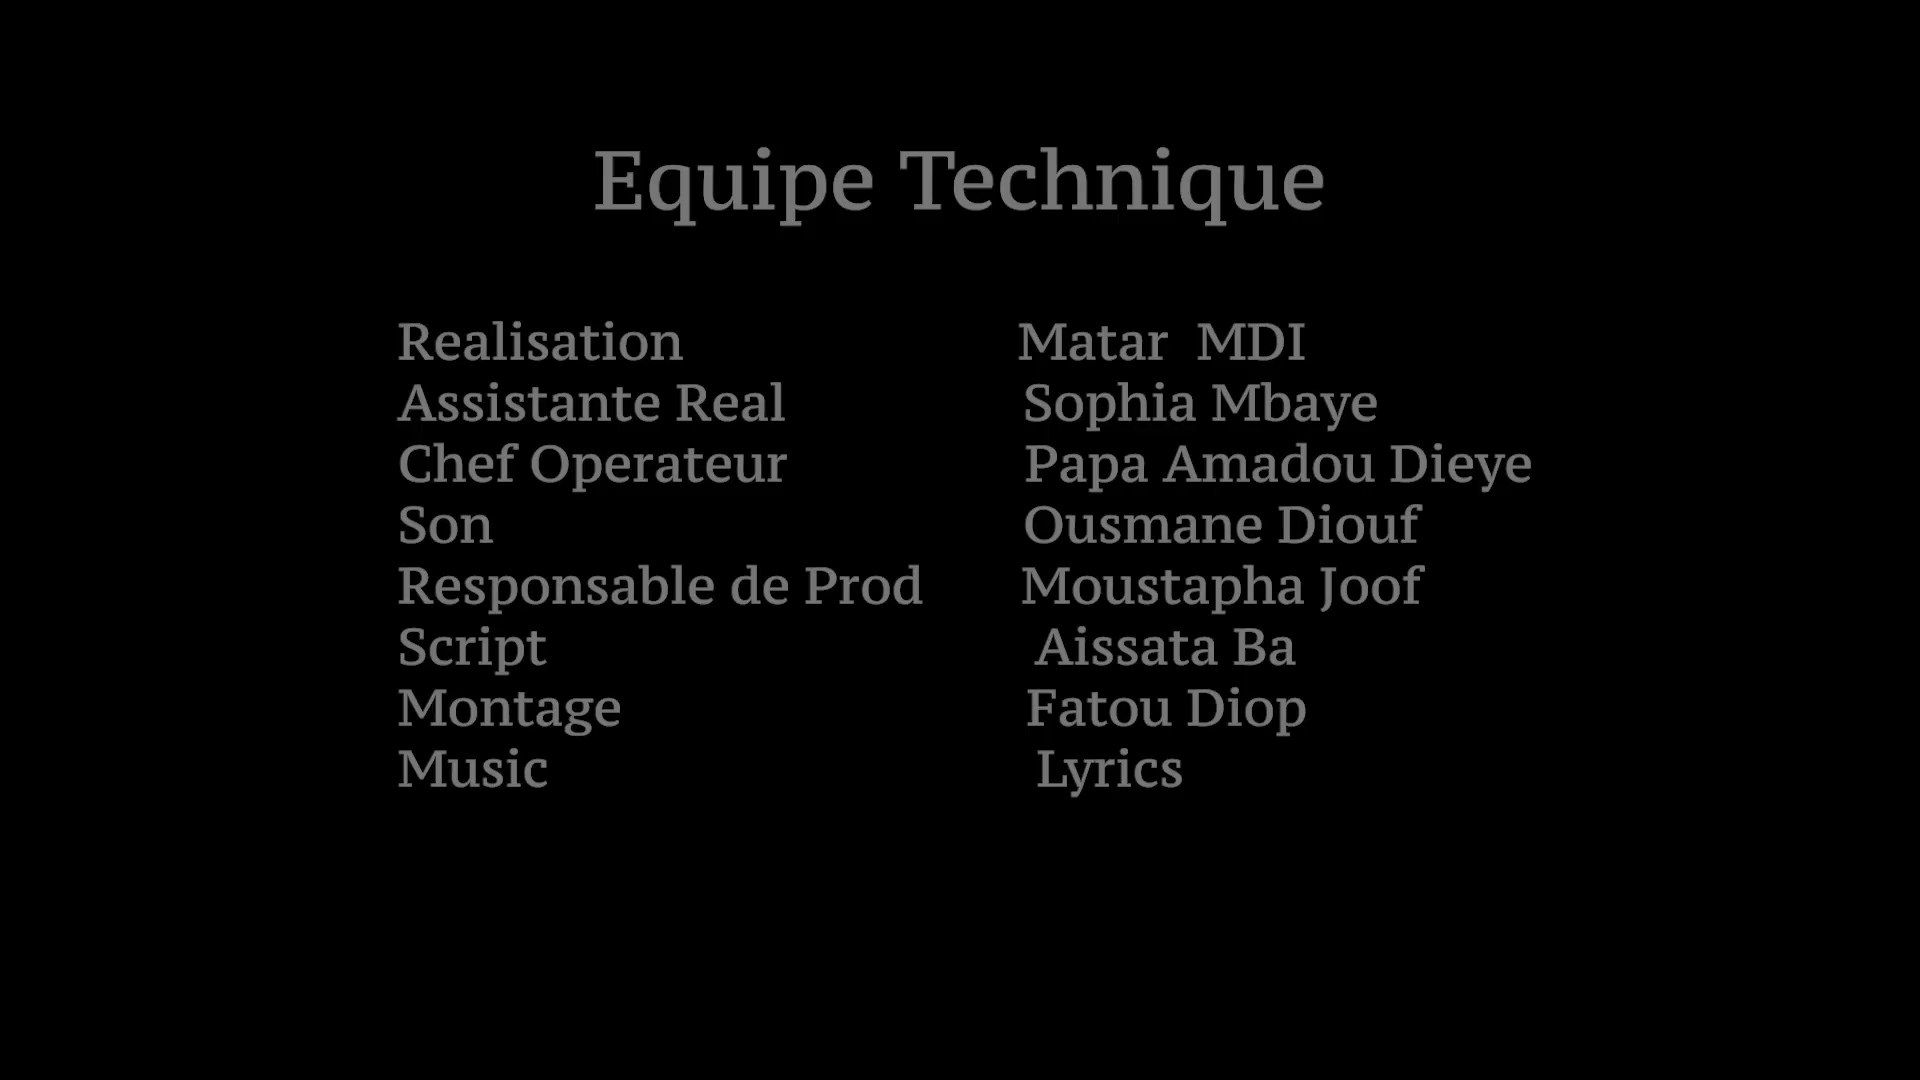 Equipe Technique
Realisation Matar MDI
Assistante Real Sophia Mbaye
Chef Operateur Papa Amadou Dieye
Son Ousmane Diouf
Responsable de Prod Moustapha Joof
Script Aissata Ba
Montage Fatou Diop
Music Lyrics